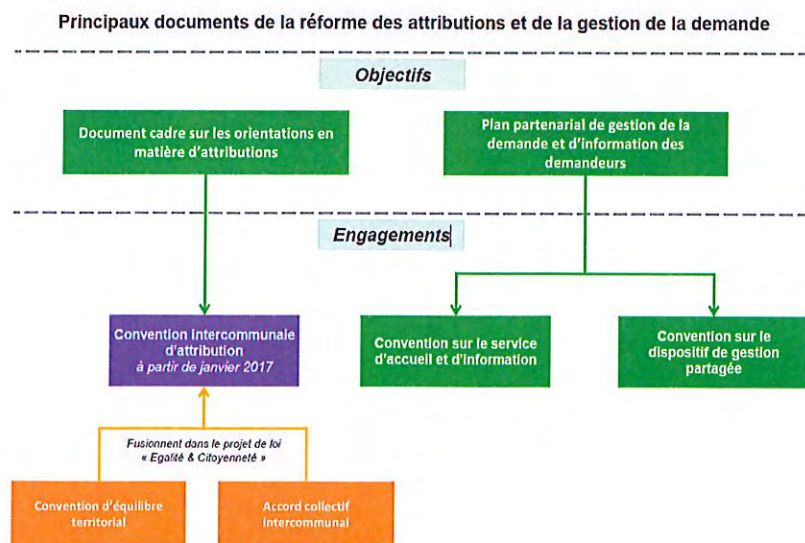 Principaux documents de la réforme des attributions et de la gestion de la demande
Objectifs
Document cadre sur les orientations en
matière d'attributions
Plan partenarial de gestion de la
demande et d'information des
demandeurs
Engagements
Convention intercommunale
d'attribution
à partir de janvier 2017
Convention sur le service
d'accueil et d'information
Convention sur le
dispositif de gestion
partagée
Fusionnent dans le projet de loi
« Egalité & Citoyenneté »
Convention d'équilibre
territorial
Accord collectif
intercommunal